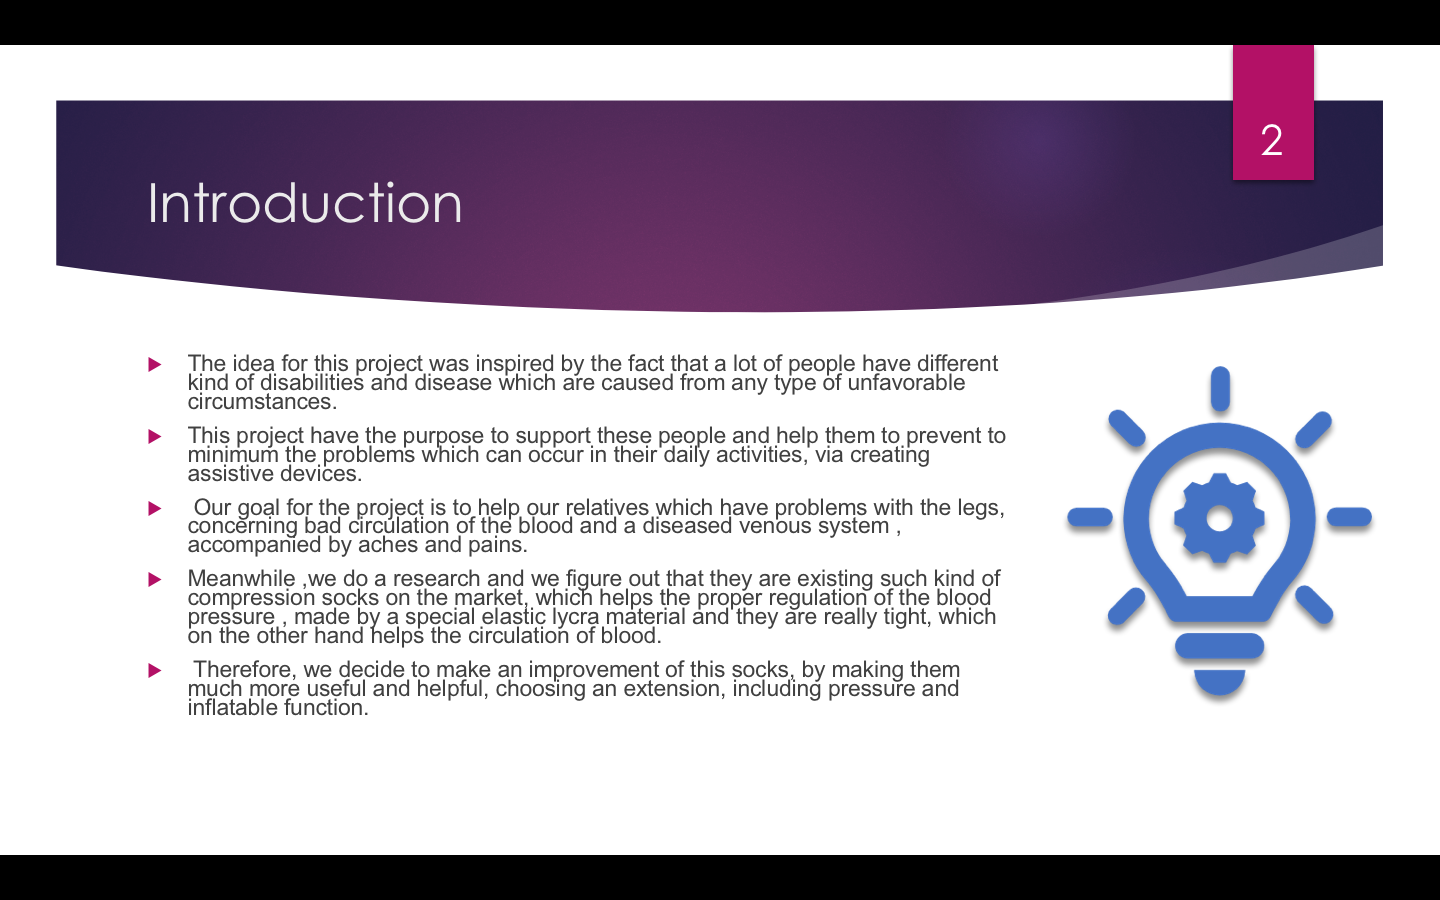 2
Introduction
The idea for this project was inspired by the fact that a lot of people have different
kind of disabilities and disease which are caused from any type of unfavorable
circumstances.
This project have the purpose to support these people and help them to prevent to
minimum the problems which can occur in their daily activities, via creating
assistive devices.
Our goal for the project is to help our relatives which have problems with the legs,
concerning bad circulation of the blood and a diseased venous system ,
accompanied by aches and pains.
Meanwhile ,we do a research and we figure out that they are existing such kind of
compression socks on the market, which helps the proper regulation of the blood
pressure , made by a special elastic lycra material and they are really tight, which
on the other hand helps the circulation of blood.
Therefore, we decide to make an improvement of this socks, by making them
much more useful and helpful, choosing an extension, including pressure and
inflatable function.